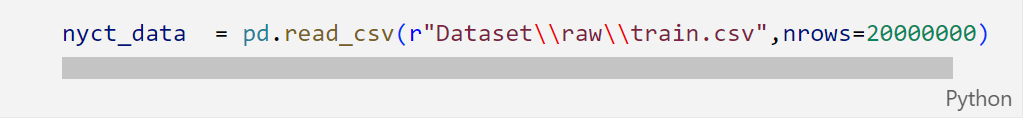 nyct_data  = pd.read_csv(r"Dataset\\raw\\train.csv",nrows=20000000)
Python